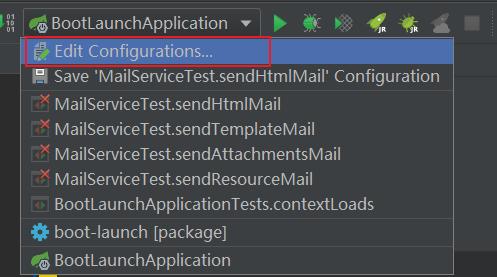 BootLaunchApplication
JR
JR
Edit Configurations...
Save 'MailServiceTest.sendHtmlMail' Configuration
MailServiceTest.sendHtmlMail
MailServiceTest.sendTemplateMail
MailServiceTest.sendAttachmentsMail
MailServiceTest.sendResourceMail
BootLaunchApplicationTests.contextLoads
boot-launch [package]
BootLaunchApplication